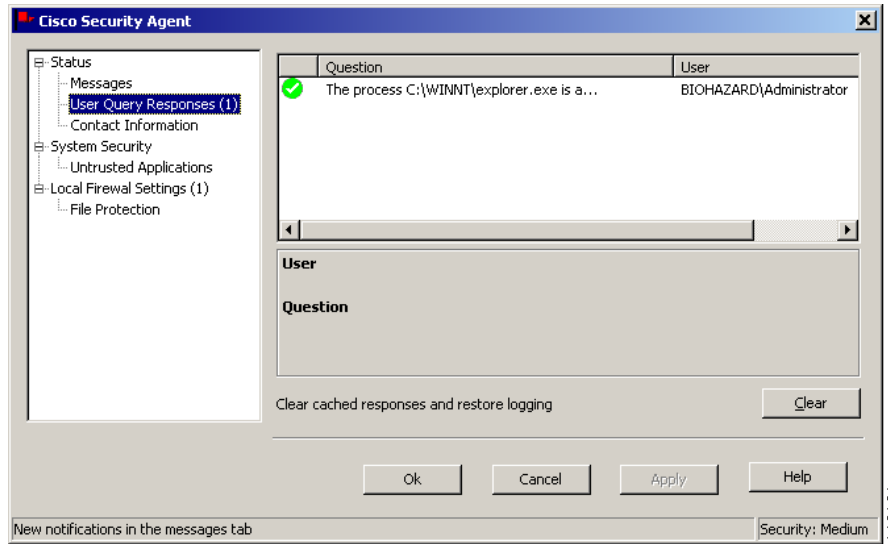 Cisco Security Agent
Status
Messages
User Query Responses (1)
Contact Information
System Security
Untrusted Applications
Local Firewal Settings (1)
File Protection
Question User
The process C:\WINNT\explorer.exe is a... BIOHAZARD\Administrator
User
Question
Clear cached responses and restore logging Clear
Ok Cancel Apply Help
New notifications in the messages tab Security: Medium